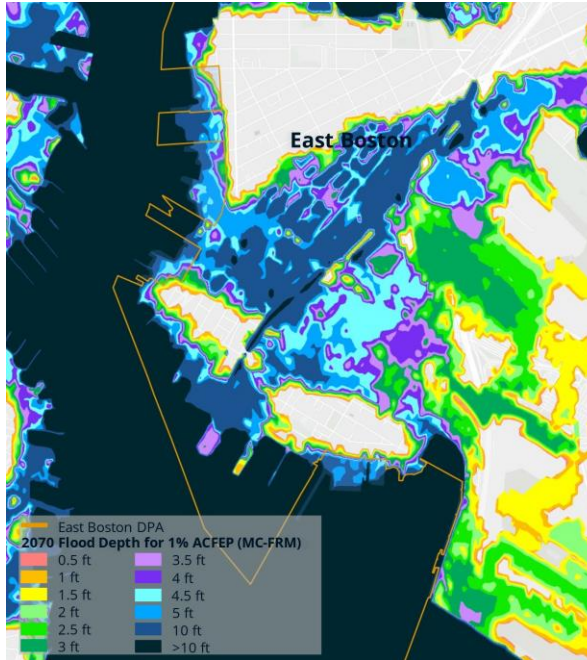 East Boston
East Boston DPA
2070 Flood Depth for 1% ACFEP (MC-FRM)
0.5 ft
3.5 ft
1 ft
4 ft
1.5 ft
4.5 ft
2 ft
5 ft
2.5 ft
10 ft
3 ft
>10 ft